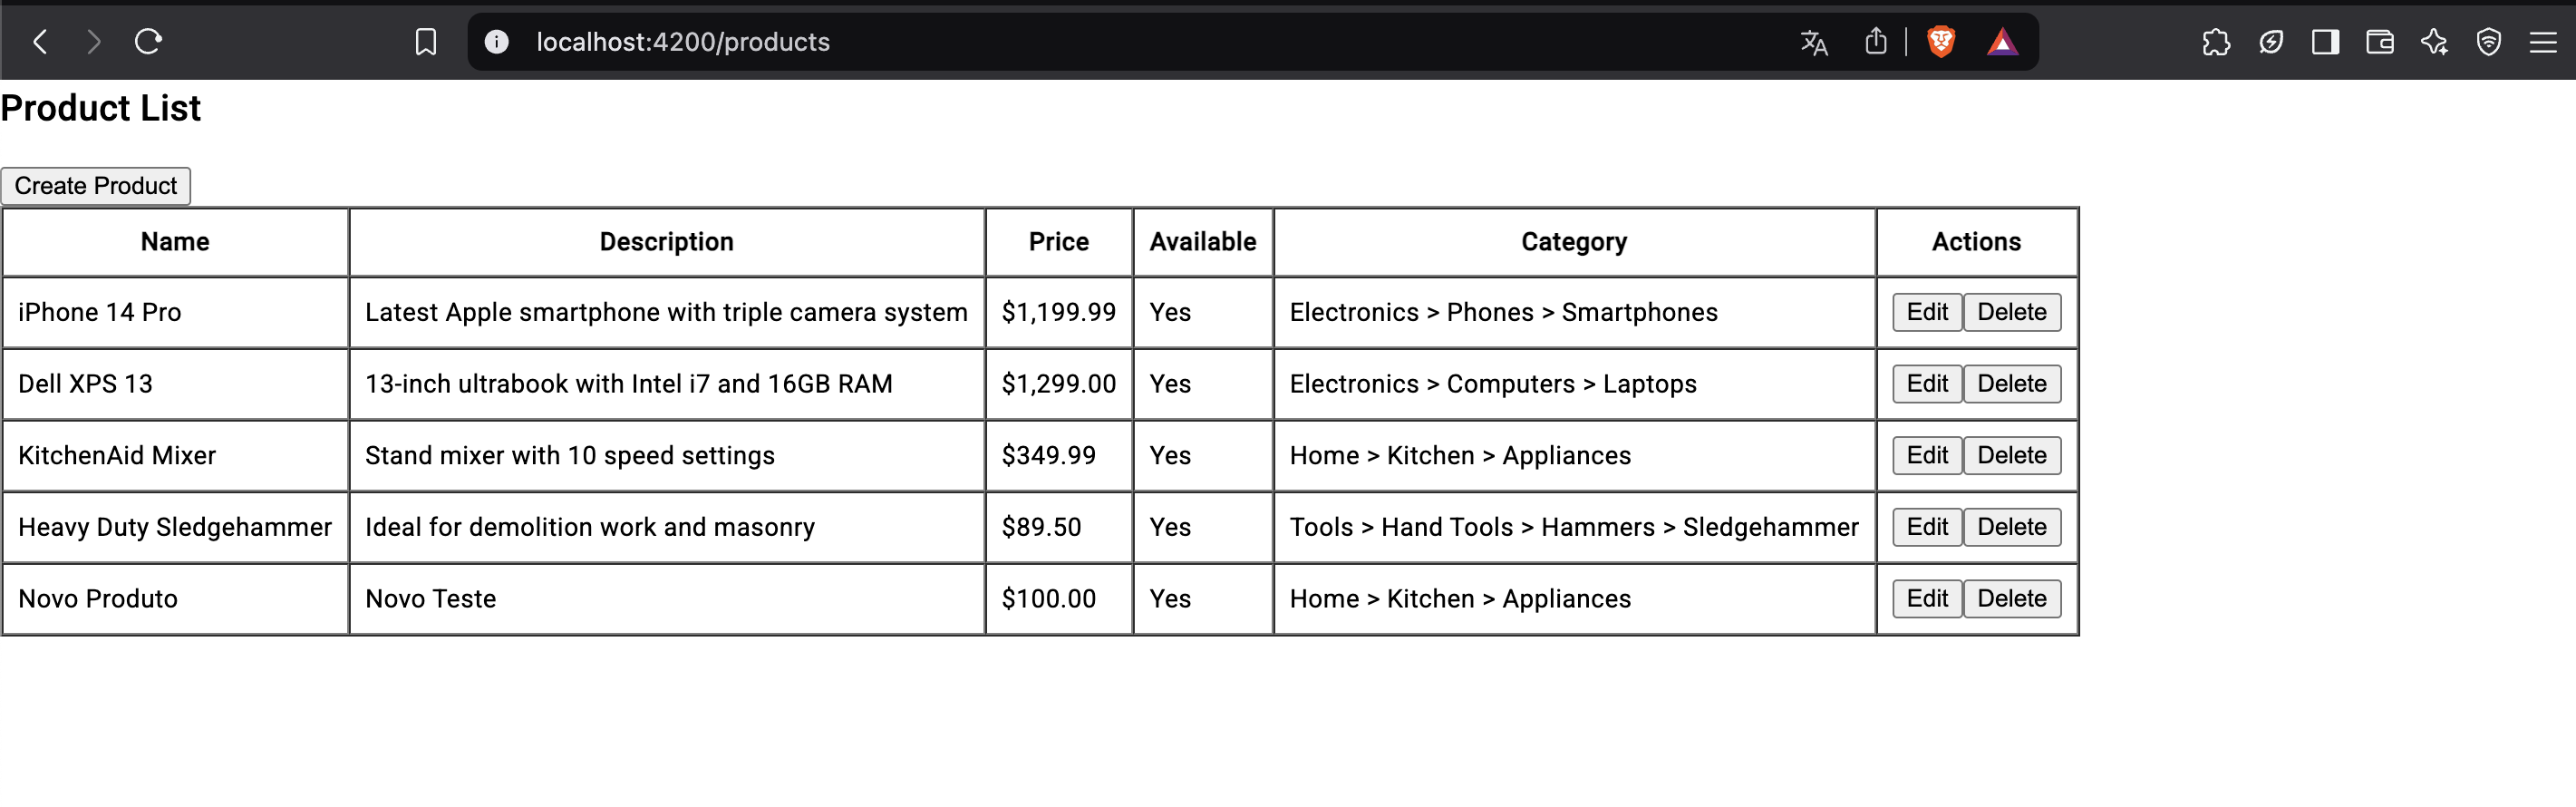 localhost:4200/products
Product List
Create Product
Name Description Price Available Category Actions
iPhone 14 Pro Latest Apple smartphone with triple camera system $1,199.99 Yes Electronics > Phones > Smartphones Edit Delete
Dell XPS 13 13-inch ultrabook with Intel i7 and 16GB RAM $1,299.00 Yes Electronics > Computers > Laptops Edit Delete
KitchenAid Mixer Stand mixer with 10 speed settings $349.99 Yes Home > Kitchen > Appliances Edit Delete
Heavy Duty Sledgehammer Ideal for demolition work and masonry $89.50 Yes Tools > Hand Tools > Hammers > Sledgehammer Edit Delete
Novo Produto Novo Teste $100.00 Yes Home > Kitchen > Appliances Edit Delete